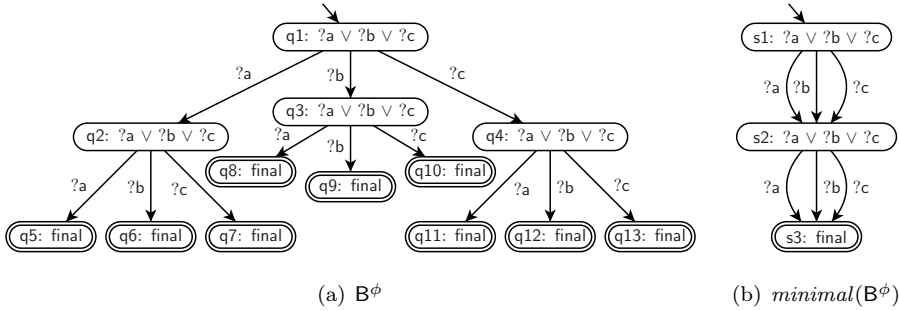 q1: ?a ∨ ?b ∨ ?c
s1: ?a ∨ ?b ∨ ?c
?a
?b
?c
?a
?b
?c
q3: ?a ∨ ?b ∨ ?c
q2: ?a ∨ ?b ∨ ?c
?a
?b
?c
q4: ?a ∨ ?b ∨ ?c
s2: ?a ∨ ?b ∨ ?c
q8: final
q9: final
q10: final
?a
?b
?c
?a
?b
?c
?a
?b
?c
q5: final
q6: final
q7: final
q11: final
q12: final
q13: final
s3: final
(a) B^ϕ
(b) minimal(B^ϕ)